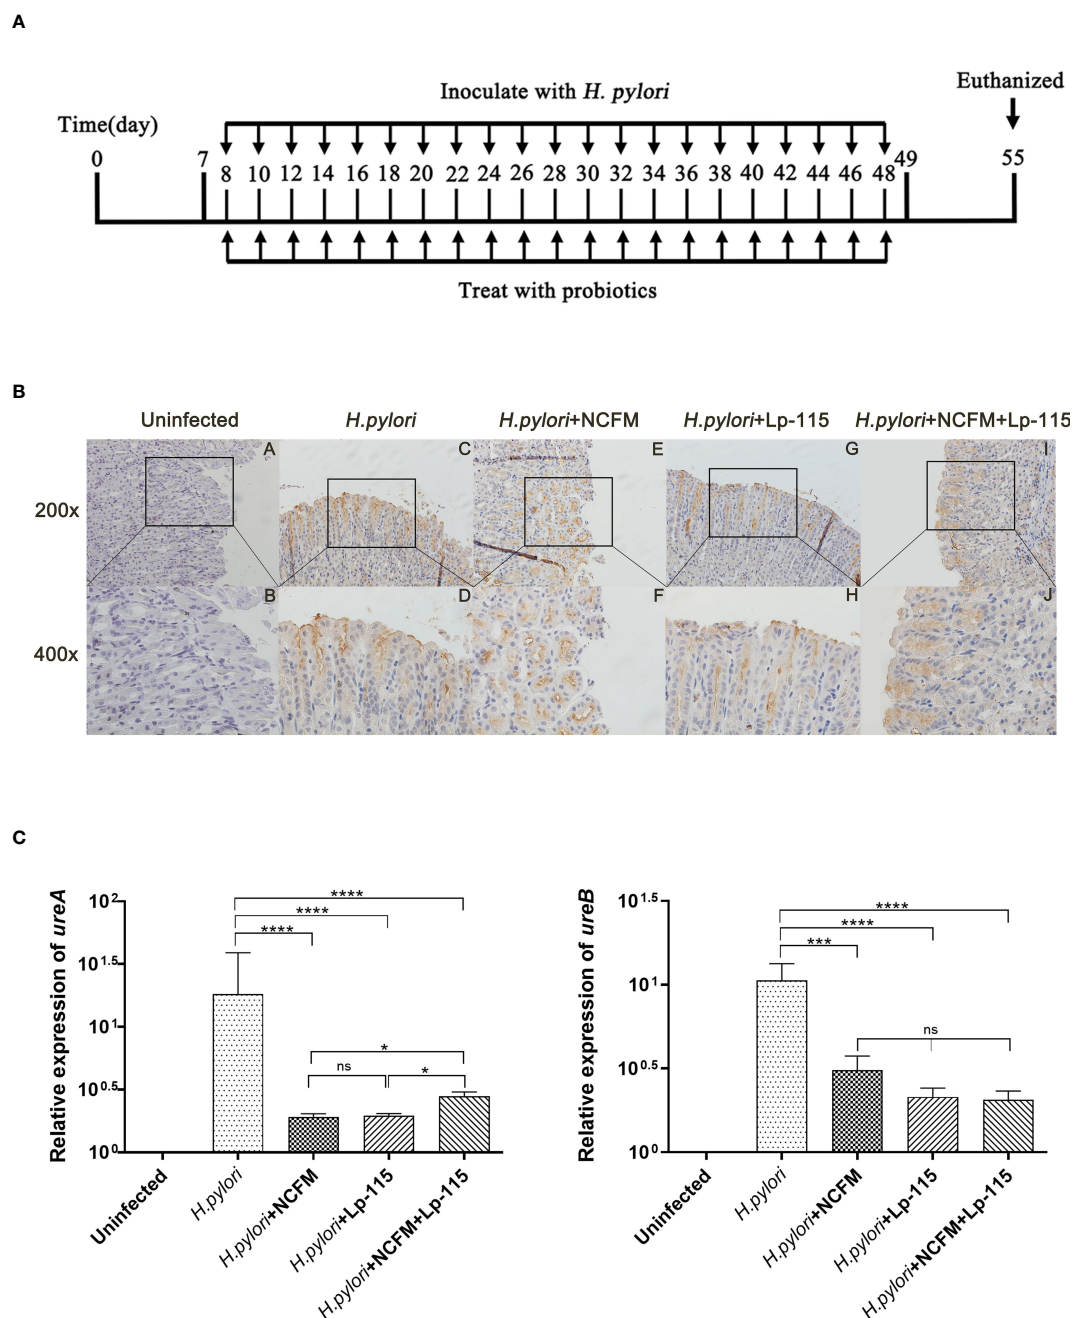 A
Euthanized
Inoculate with H. pylori
Time(day)
0 7 8 10 12 14 16 18 20 22 24 26 28 30 32 34 36 38 40 42 44 46 48 49 55
Treat with probiotics
B
Uninfected H.pylori H.pylori+NCFM H.pylori+Lp-115 H.pylori+NCFM+Lp-115
200x
A C E G I
400x
B D F H J
C
Relative expression of ureA
10²
10^1.5
10¹
10^0.5
10⁰
****
****
****
*
ns *
Uninfected
H.pylori
H.pylori+NCFM
H.pylori+Lp-115
H.pylori+NCFM+Lp-115
Relative expression of ureB
10^1.5
10¹
10^0.5
10⁰
****
****
***
ns
Uninfected
H.pylori
H.pylori+NCFM
H.pylori+Lp-115
H.pylori+NCFM+Lp-115